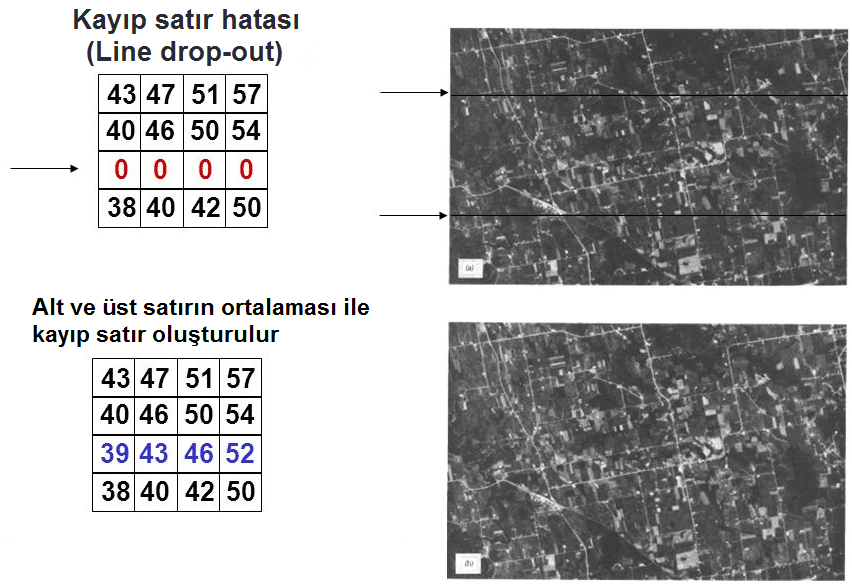 Kayıp satır hatası
(Line drop-out)
43 47 51 57
40 46 50 54
0 0 0 0
38 40 42 50
(a)
Alt ve üst satırın ortalaması ile
kayıp satır oluşturulur
43 47 51 57
40 46 50 54
39 43 46 52
38 40 42 50
(b)